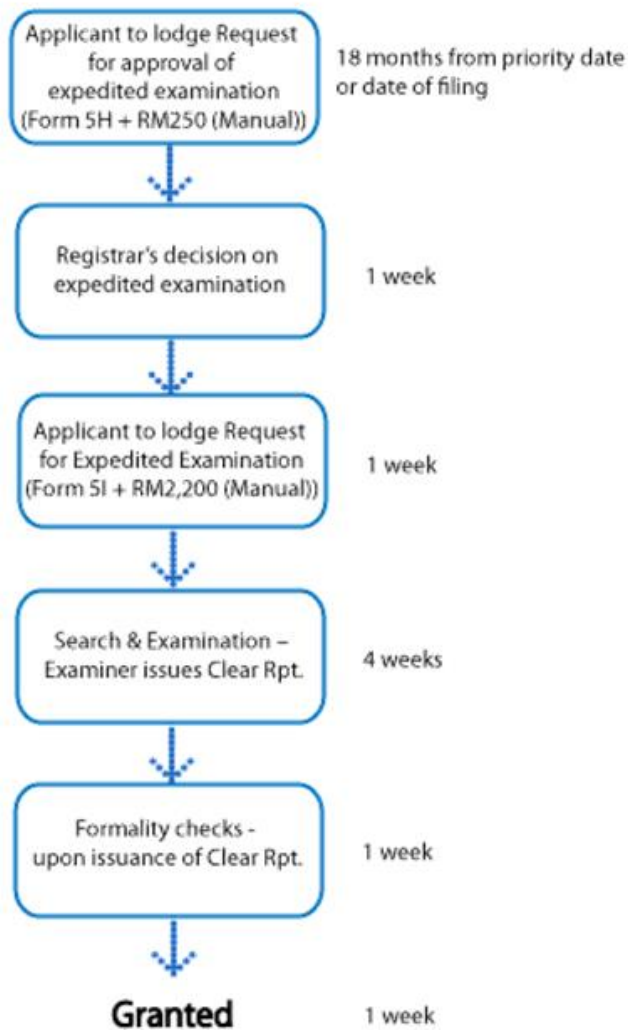 Applicant to lodge Request
for approval of
expedited examination
(Form 5H + RM250 (Manual))
18 months from priority date
or date of filing
Registrar's decision on
expedited examination
1 week
Applicant to lodge Request
for Expedited Examination
(Form 5I + RM2,200 (Manual))
1 week
Search & Examination –
Examiner issues Clear Rpt.
4 weeks
Formality checks -
upon issuance of Clear Rpt.
1 week
Granted
1 week